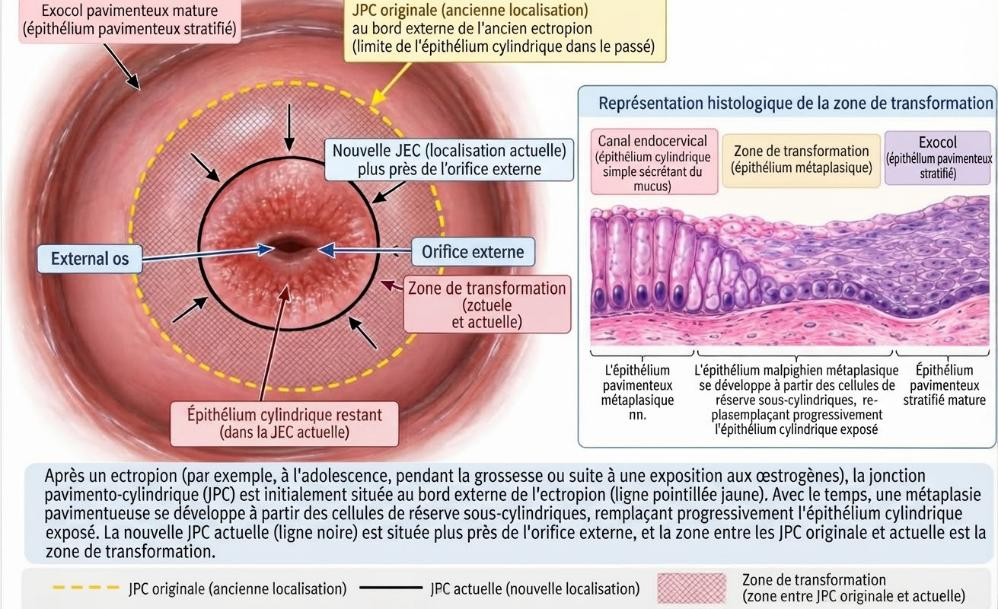 Exocol pavimenteux mature
(épithélium pavimenteux stratifié)
JPC originale (ancienne localisation)
au bord externe de l'ancien ectropion
(limite de l'épithélium cylindrique dans le passé)
Nouvelle JEC (localisation actuelle)
plus près de l'orifice externe
External os
Orifice externe
Zone de transformation
(zotuele
et actuelle)
Épithélium cylindrique restant
(dans la JEC actuelle)
Représentation histologique de la zone de transformation
Canal endocervical
(épithélium cylindrique
simple sécrétant du
mucus)
Zone de transformation
(épithélium métaplasique)
Exocol
(épithélium pavimenteux
stratifié)
L'épithélium
pavimenteux
métaplasique
nn.
L'épithélium malpighien métaplasique
se développe à partir des cellules de
réserve sous-cylindriques, re-
plasemplaçant progressivement
l'épithélium cylindrique exposé
Épithélium
pavimenteux
stratifié mature
Après un ectropion (par exemple, à l'adolescence, pendant la grossesse ou suite à une exposition aux œstrogènes), la jonction
pavimento-cylindrique (JPC) est initialement située au bord externe de l'ectropion (ligne pointillée jaune). Avec le temps, une métaplasie
pavimentueuse se développe à partir des cellules de réserve sous-cylindriques, remplaçant progressivement l'épithélium cylindrique
exposé. La nouvelle JPC actuelle (ligne noire) est située plus près de l'orifice externe, et la zone entre les JPC originale et actuelle est la
zone de transformation.
JPC originale (ancienne localisation)
JPC actuelle (nouvelle localisation)
Zone de transformation
(zone entre JPC originale et actuelle)